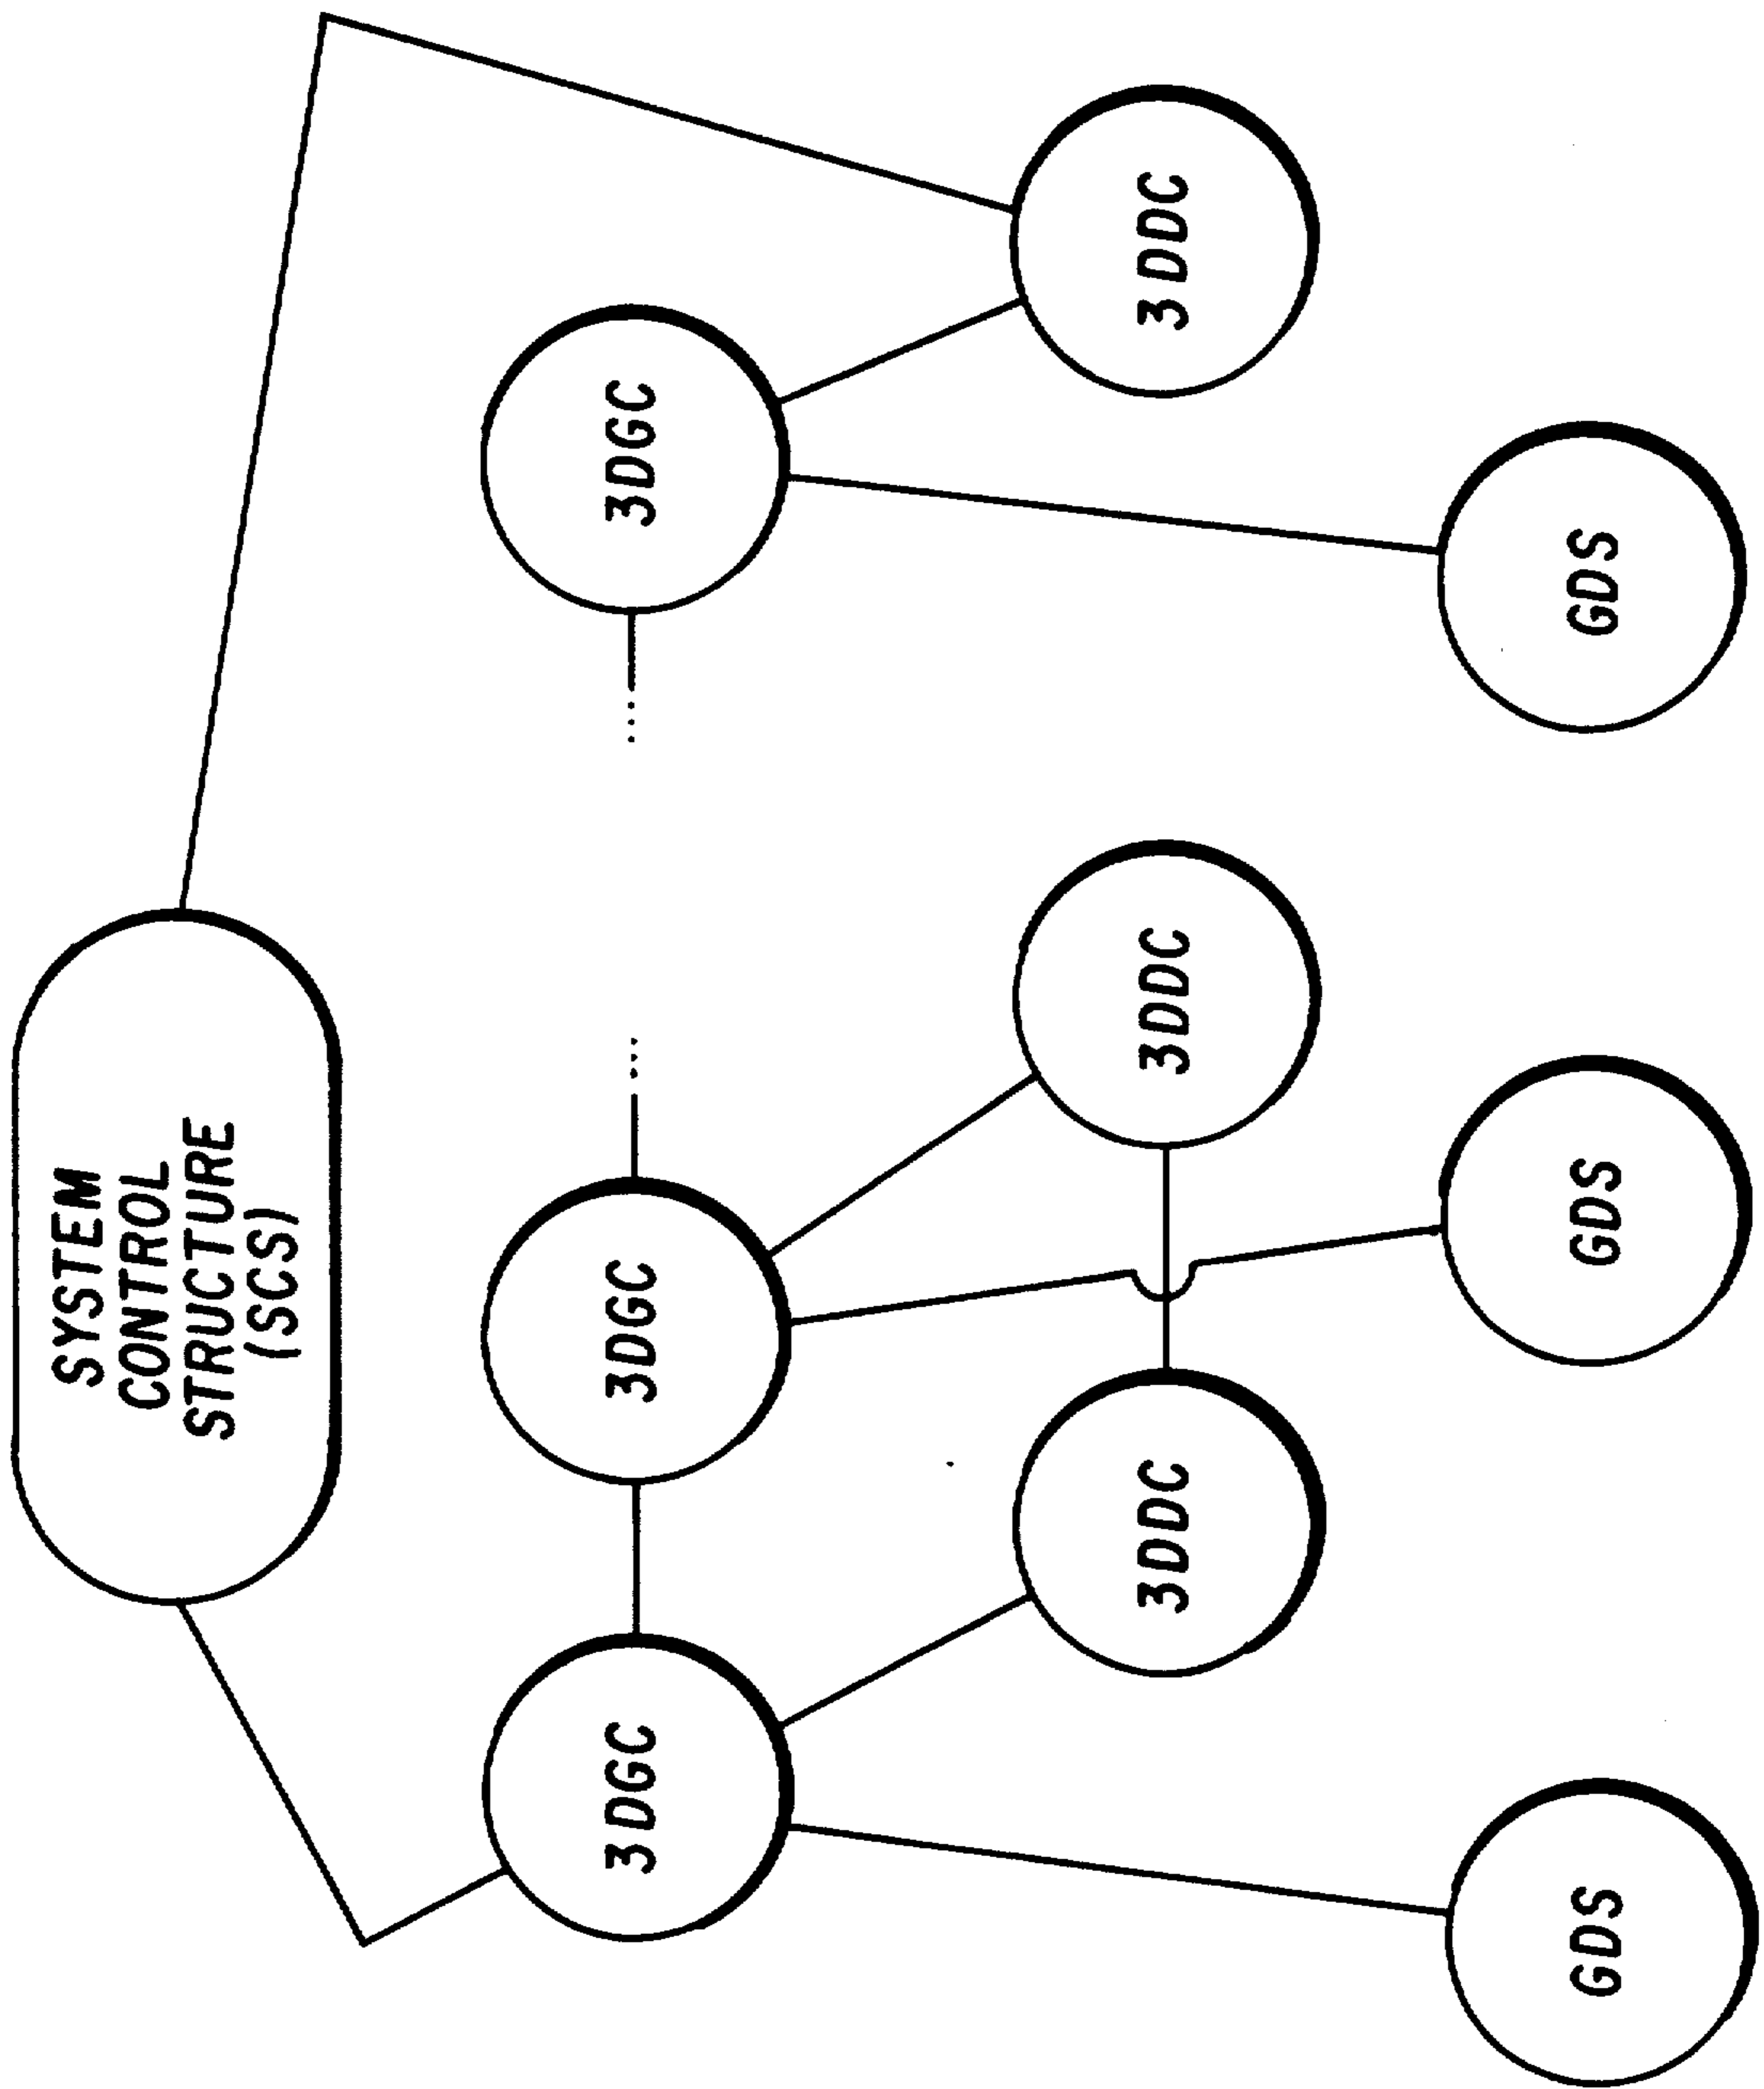 SYSTEM
CONTROL
STRUCTURE
(SCS)
3DGC
3DGC
3DGC
3DDC
3DDC
3DDC
GDS
GDS
GDS